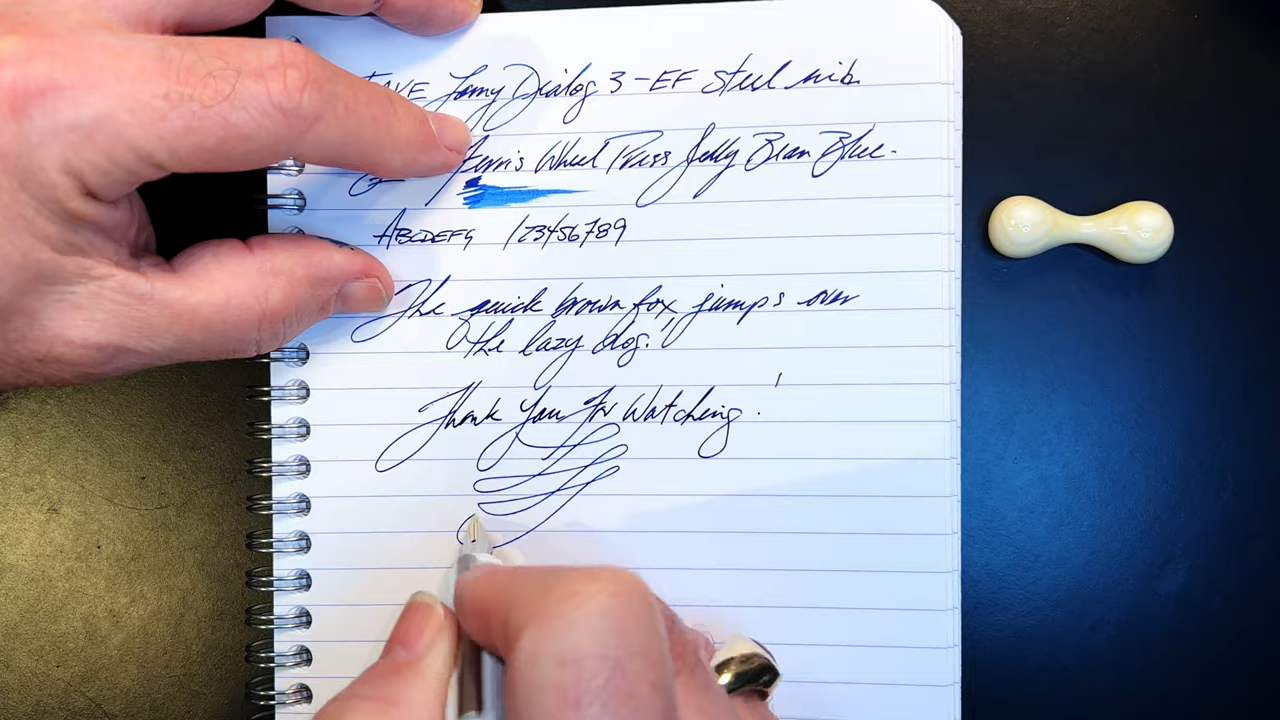 Lamy Dialog 3 - EF Steel nib.
Ferris Wheel Press Jelly Bean Blue.
ABCDEFG 123456789
The quick brown fox jumps over
the lazy dog!"
Thank You For Watching!